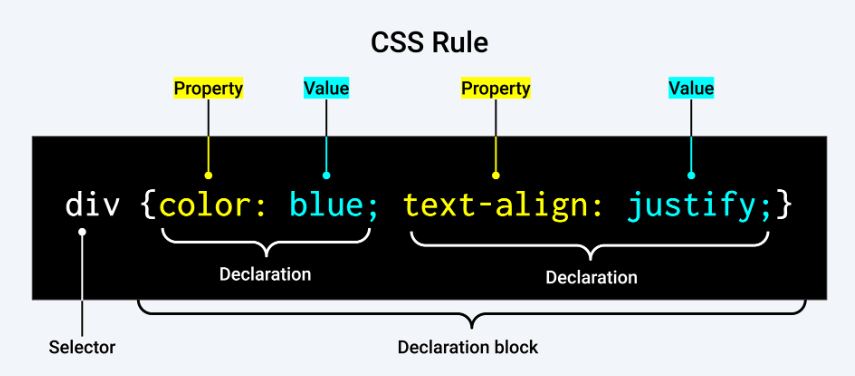 CSS Rule
Property Value Property Value
div {color: blue; text-align: justify;}
Declaration Declaration
Selector Declaration block